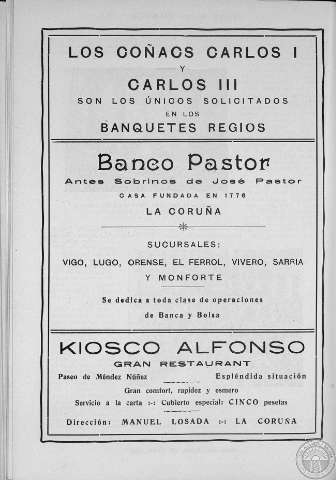 LOS COÑACS CARLOS I
Y
CARLOS III
SON LOS ÚNICOS SOLICITADOS
EN LOS
BANQUETES REGIOS
Banco Pastor
Antes Sobrinos de José Pastor
CASA FUNDADA EN 1776
LA CORUÑA
SUCURSALES:
VIGO, LUGO, ORENSE, EL FERROL, VIVERO, SARRIA
Y MONFORTE
Se dedica a toda clase de operaciones
de Banca y Bolsa
KIOSCO ALFONSO
GRAN RESTAURANT
Paseo de Méndez Núñez Espléndida situación
Gran comfort, rapidez y esmero
Servicio a la carta :-: Cubierto especial: CINCO pesetas
Dirección: MANUEL LOSADA :-: LA CORUÑA